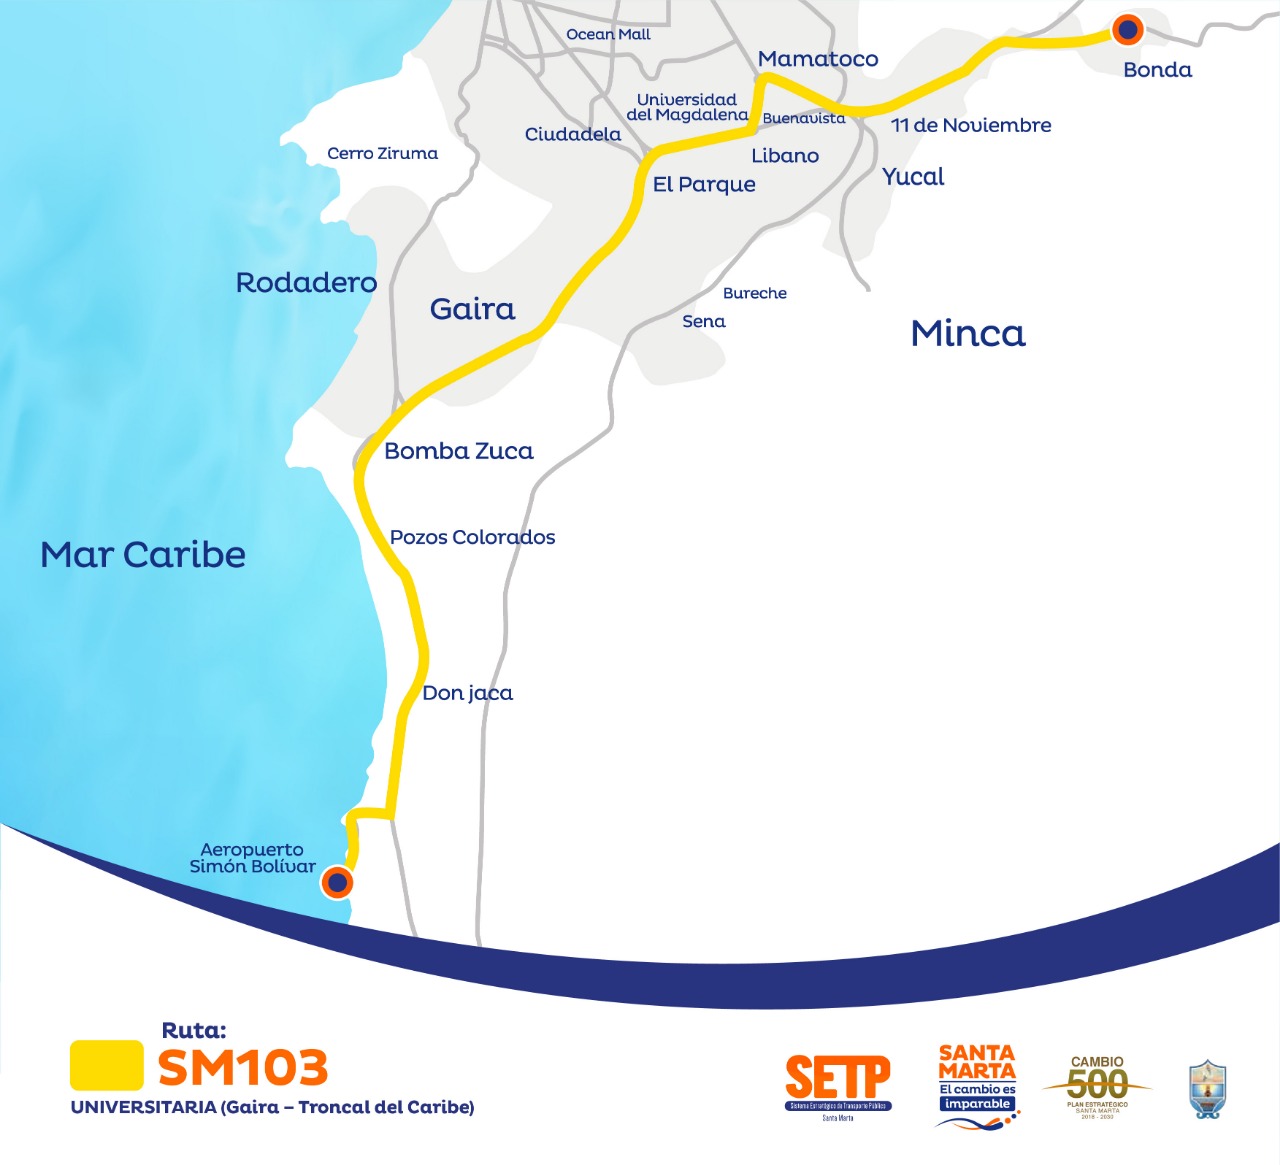 Ocean Mall
Mamatoco
Bonda
Universidad
del Magdalena
Buenavista
11 de Noviembre
Ciudadela
Cerro Ziruma
Libano
El Parque
Yucal
Rodadero
Gaira
Bureche
Sena
Minca
Bomba Zuca
Pozos Colorados
Mar Caribe
Don jaca
Aeropuerto
Simón Bolívar
Ruta:
SM103
UNIVERSITARIA (Gaira – Troncal del Caribe)
SETP
Sistema Estratégico de Transporte Público
Santa Marta
SANTA
MARTA
El cambio es
imparable
CAMBIO
500
PLAN ESTRATÉGICO
SANTA MARTA
2018 - 2030